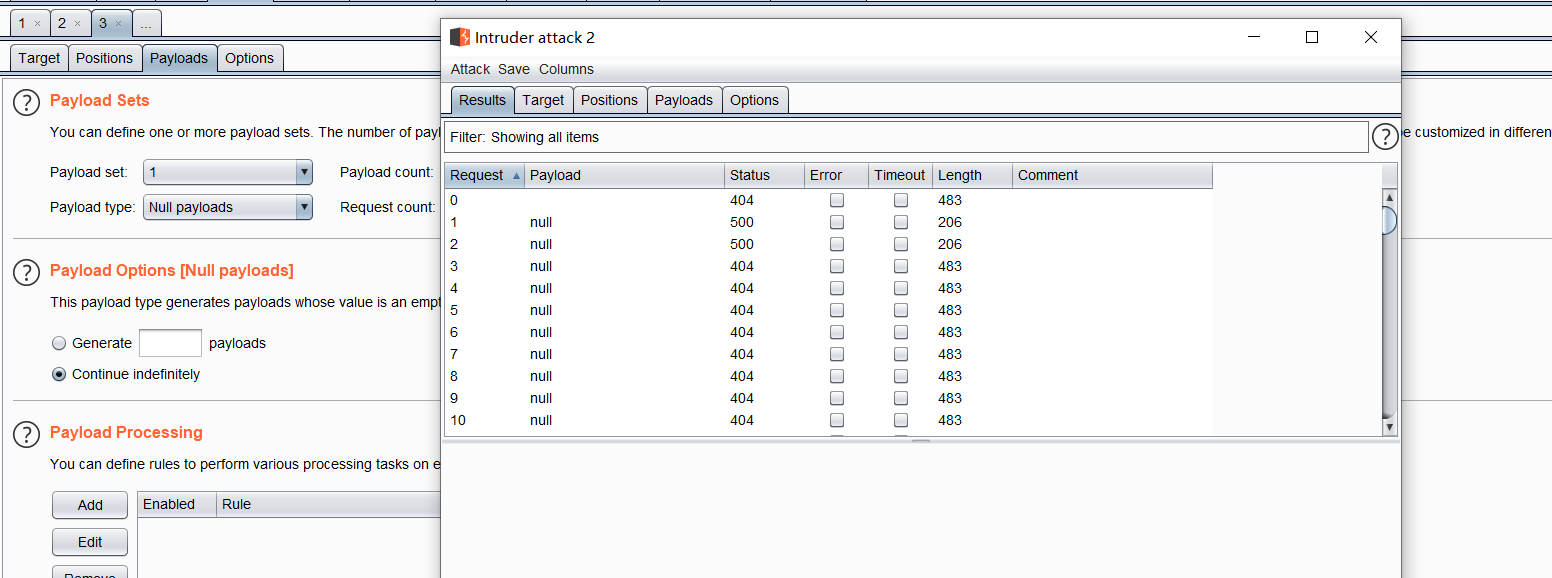 1 × 2 × 3 × ...
Target Positions Payloads Options
Payload Sets
You can define one or more payload sets. The number of payl
Payload set: 1 Payload count:
Payload type: Null payloads Request count:
Payload Options [Null payloads]
This payload type generates payloads whose value is an empt
Generate payloads
Continue indefinitely
Payload Processing
You can define rules to perform various processing tasks on e
Add Enabled Rule
Edit
Remove
Intruder attack 2
Attack Save Columns
Results Target Positions Payloads Options
Filter: Showing all items ?
Request Payload Status Error Timeout Length Comment
0 404 483
1 null 500 206
2 null 500 206
3 null 404 483
4 null 404 483
5 null 404 483
6 null 404 483
7 null 404 483
8 null 404 483
9 null 404 483
10 null 404 483
e customized in differen